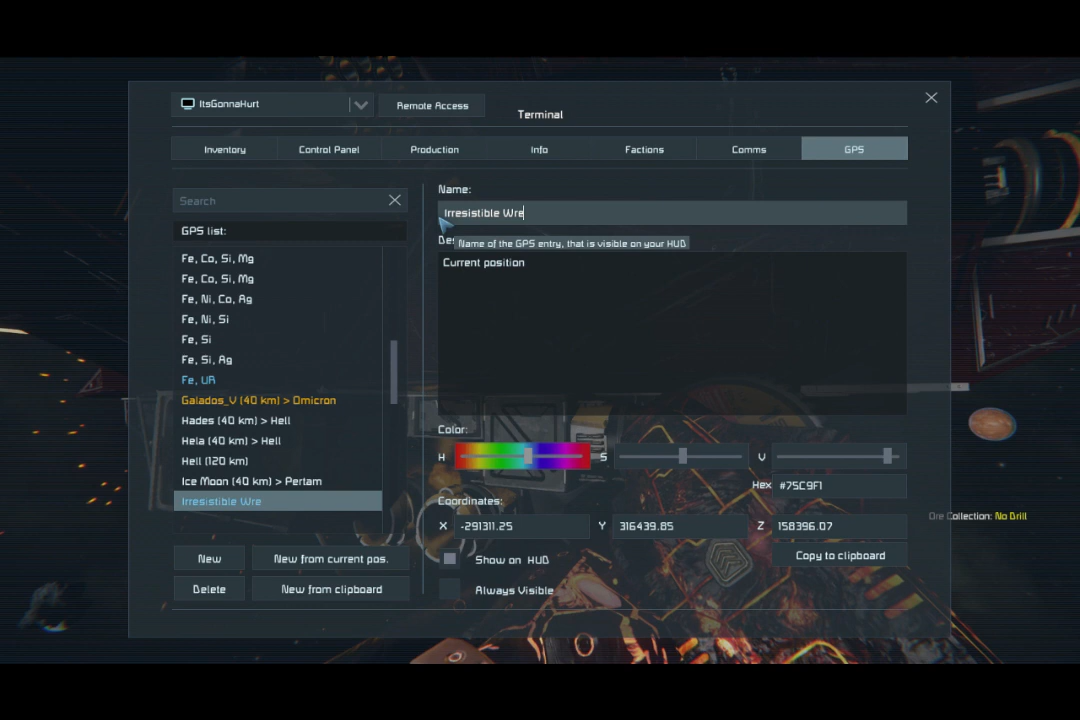 ItsGonnaHurt
Remote Access
Terminal
Inventory
Control Panel
Production
Info
Factions
Comms
GPS
Search
GPS list:
Fe, Co, Si, Mg
Fe, Co, Si, Mg
Fe, Ni, Co, Ag
Fe, Ni, Si
Fe, Si
Fe, Si, Ag
Fe, UR
Galados_V (40 km) > Omicron
Hades (40 km) > Hell
Hela (40 km) > Hell
Hell (120 km)
Ice Moon (40 km) > Pertam
Irresistible Wre
New
New from current pos.
Delete
New from clipboard
Name:
Irresistible Wre
Name of the GPS entry, that is visible on your HUD
Current position
Color:
H
S
V
Hex #75C9F1
Coordinates:
X -291311.25 Y 316439.85 Z 158396.07
Show on HUD
Copy to clipboard
Always Visible
Ore Collection: No Drill